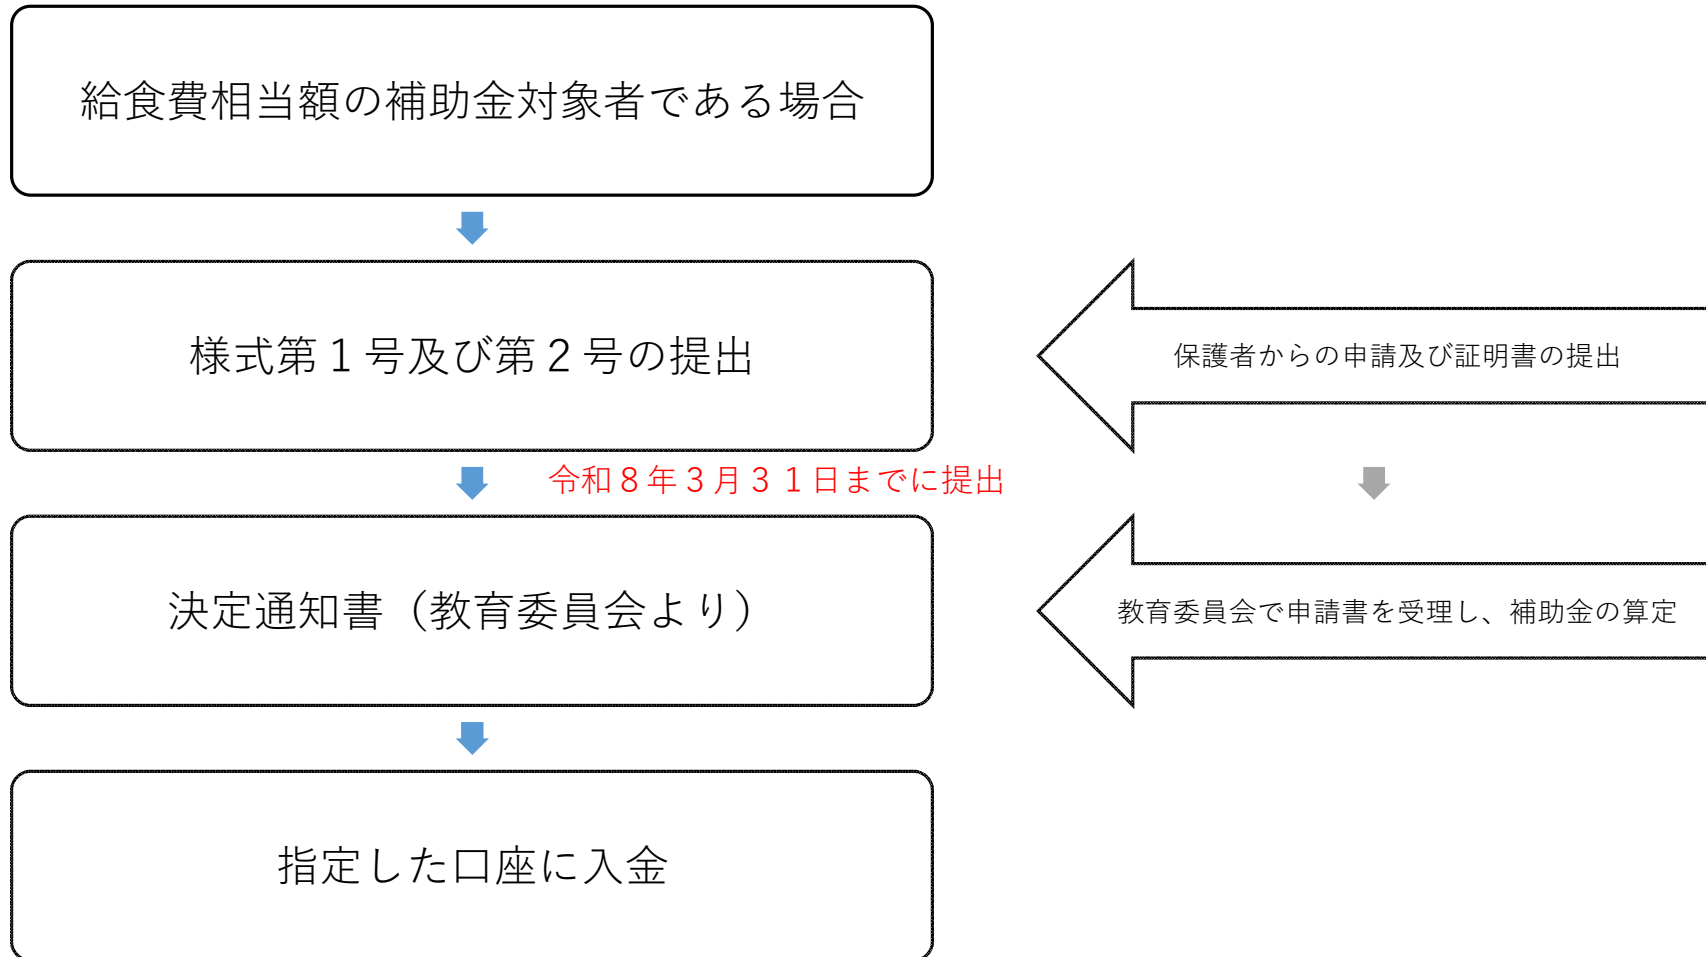 給食費相当額の補助金対象者である場合
様式第１号及び第２号の提出
保護者からの申請及び証明書の提出
令和８年３月３１日までに提出
決定通知書（教育委員会より）
教育委員会で申請書を受理し、補助金の算定
指定した口座に入金